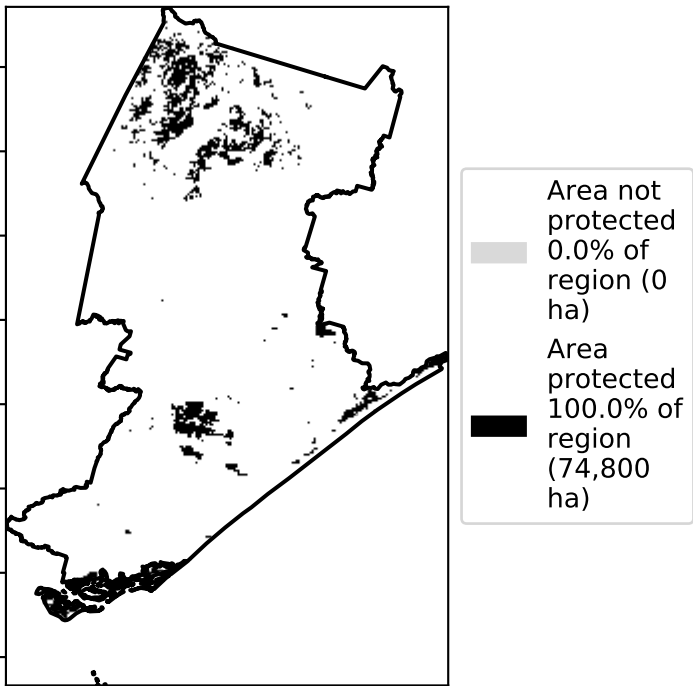 Area not
protected
0.0% of
region (0
ha)
Area
protected
100.0% of
region
(74,800
ha)